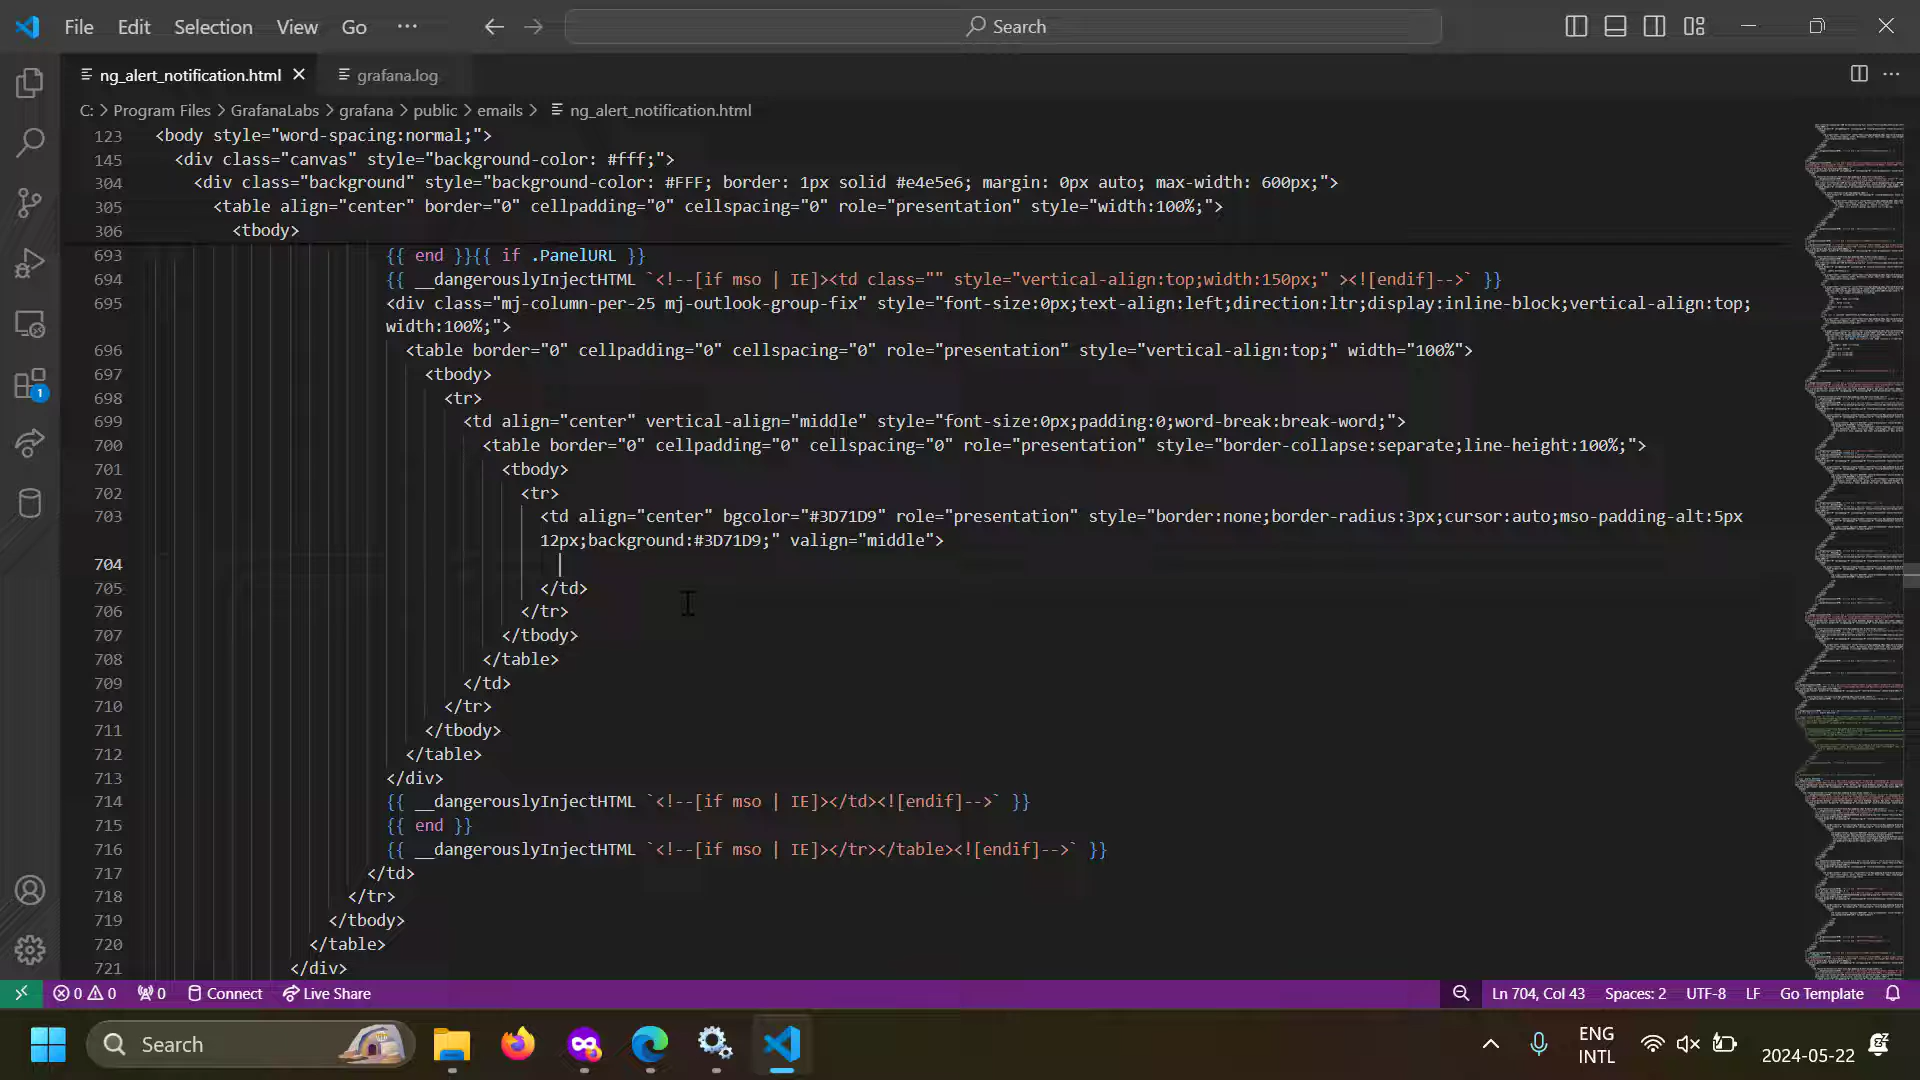 File Edit Selection View Go ··· Search
ng_alert_notification.html grafana.log
C: > Program Files > GrafanaLabs > grafana > public > emails > ng_alert_notification.html
123 <body style="word-spacing:normal;">
145 <div class="canvas" style="background-color: #fff;">
304 <div class="background" style="background-color: #FFF; border: 1px solid #e4e5e6; margin: 0px auto; max-width: 600px;">
305 <table align="center" border="0" cellpadding="0" cellspacing="0" role="presentation" style="width:100%;">
306 <tbody>
693 {{ end }}{{ if .PanelURL }}
694 {{ __dangerouslyInjectHTML `<!--[if mso | IE]><td class="" style="vertical-align:top;width:150px;" ><![endif]-->` }}
695 <div class="mj-column-per-25 mj-outlook-group-fix" style="font-size:0px;text-align:left;direction:ltr;display:inline-block;vertical-align:top;
width:100%;">
696 <table border="0" cellpadding="0" cellspacing="0" role="presentation" style="vertical-align:top;" width="100%">
697 <tbody>
698 <tr>
699 <td align="center" vertical-align="middle" style="font-size:0px;padding:0;word-break:break-word;">
700 <table border="0" cellpadding="0" cellspacing="0" role="presentation" style="border-collapse:separate;line-height:100%;">
701 <tbody>
702 <tr>
703 <td align="center" bgcolor="#3D71D9" role="presentation" style="border:none;border-radius:3px;cursor:auto;mso-padding-alt:5px
12px;background:#3D71D9;" valign="middle">
704
705 </td>
706 </tr>
707 </tbody>
708 </table>
709 </td>
710 </tr>
711 </tbody>
712 </table>
713 </div>
714 {{ __dangerouslyInjectHTML `<!--[if mso | IE]></td><![endif]-->` }}
715 {{ end }}
716 {{ __dangerouslyInjectHTML `<!--[if mso | IE]></tr></table><![endif]-->` }}
717 </td>
718 </tr>
719 </tbody>
720 </table>
721 </div>
1
0 0 0 Connect Live Share Ln 704, Col 43 Spaces: 2 UTF-8 LF Go Template
Search ENG
INTL 2024-05-22